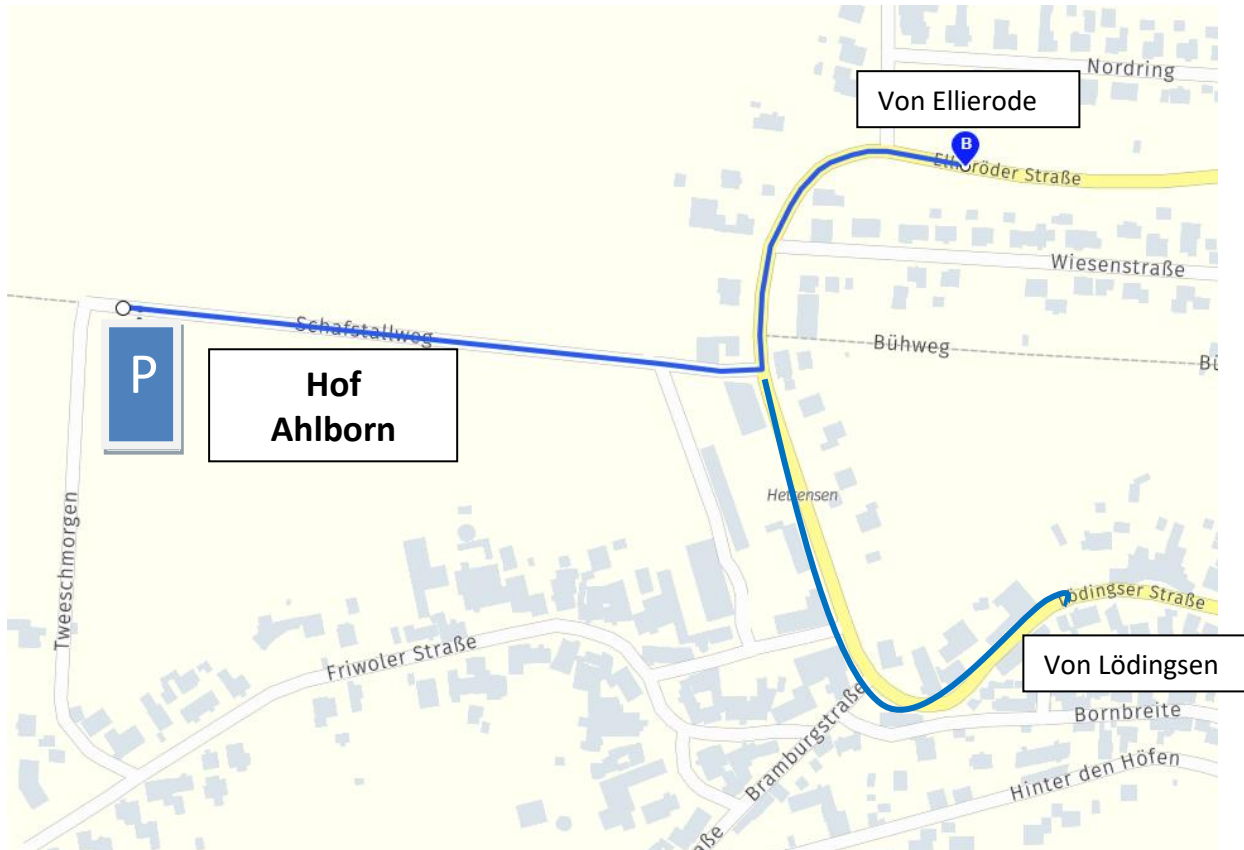 Nordring
Von Ellierode
B
Ellieröder Straße
Wiesenstraße
Schafstallweg
Bühweg
Bü
P
Hof
Ahlborn
Hettensen
Tweeschmorgen
Lödingser Straße
Friwoler Straße
Von Lödingsen
Bramburgstraße
Bornbreite
Hinter den Höfen
aße